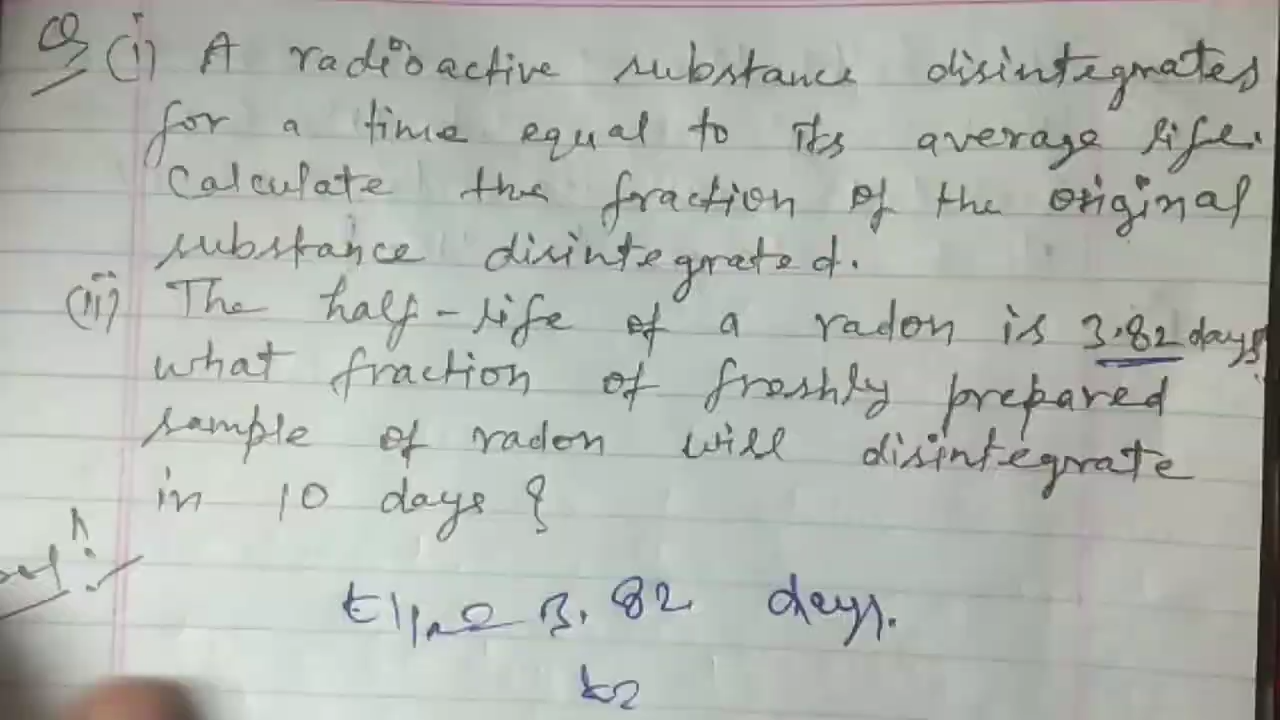 Q (i) A radioactive substance disintegrates
for a time equal to its average life.
Calculate the fraction of the original
substance disintegrated.
(ii) The half-life of a radon is 3.82 days
what fraction of freshly prepared
sample of radon will disintegrate
in 10 days ?
Sol^n :-
t1/2 = 3.82 days.
k=